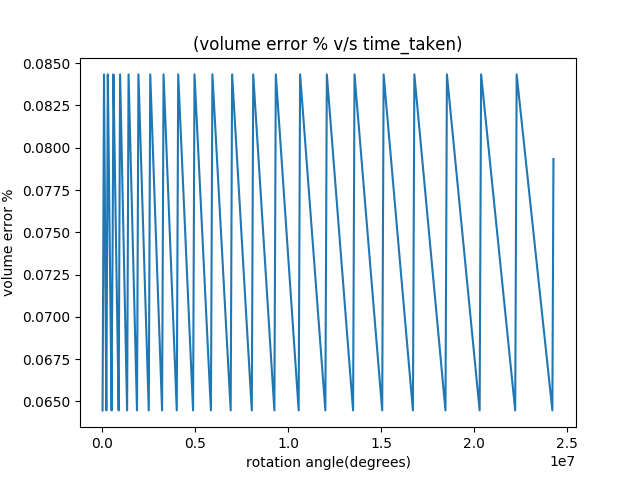 (volume error % v/s time_taken)
0.0850
0.0825
0.0800
0.0775
0.0750
0.0725
0.0700
0.0675
0.0650
volume error %
0.0 0.5 1.0 1.5 2.0 2.5
1e7
rotation angle(degrees)